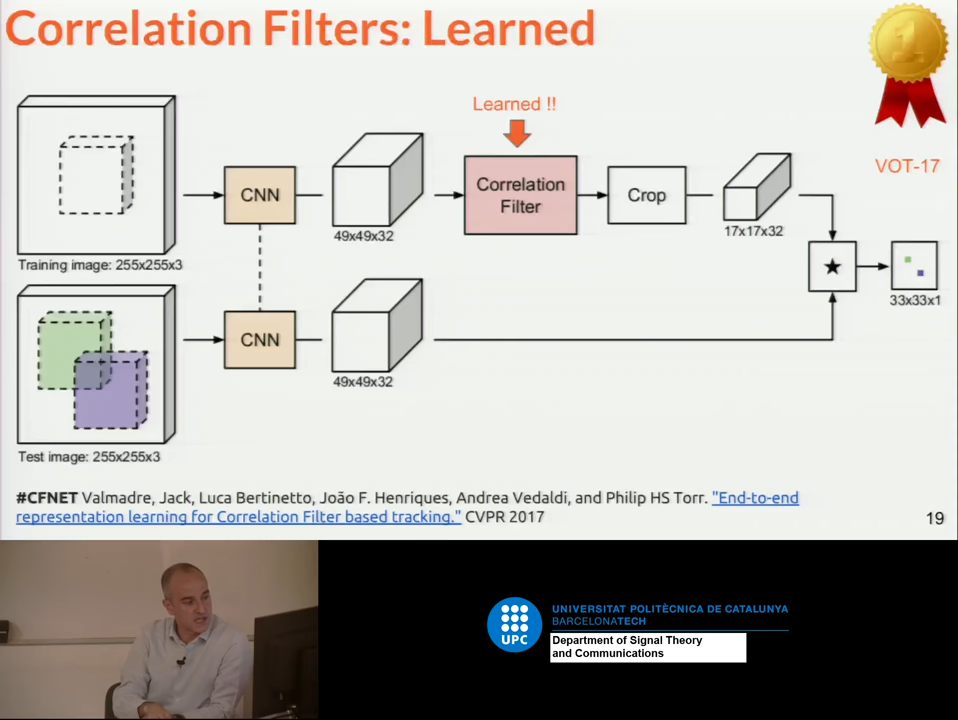 Correlation Filters: Learned
1
VOT-17
Learned !!
CNN
49x49x32
Correlation
Filter
Crop
17x17x32
Training image: 255x255x3
★
33x33x1
CNN
49x49x32
Test image: 255x255x3
#CFNET Valmadre, Jack, Luca Bertinetto, João F. Henriques, Andrea Vedaldi, and Philip HS Torr. "End-to-end
representation learning for Correlation Filter based tracking." CVPR 2017
19
UPC
UNIVERSITAT POLITÈCNICA DE CATALUNYA
BARCELONATECH
Department of Signal Theory
and Communications